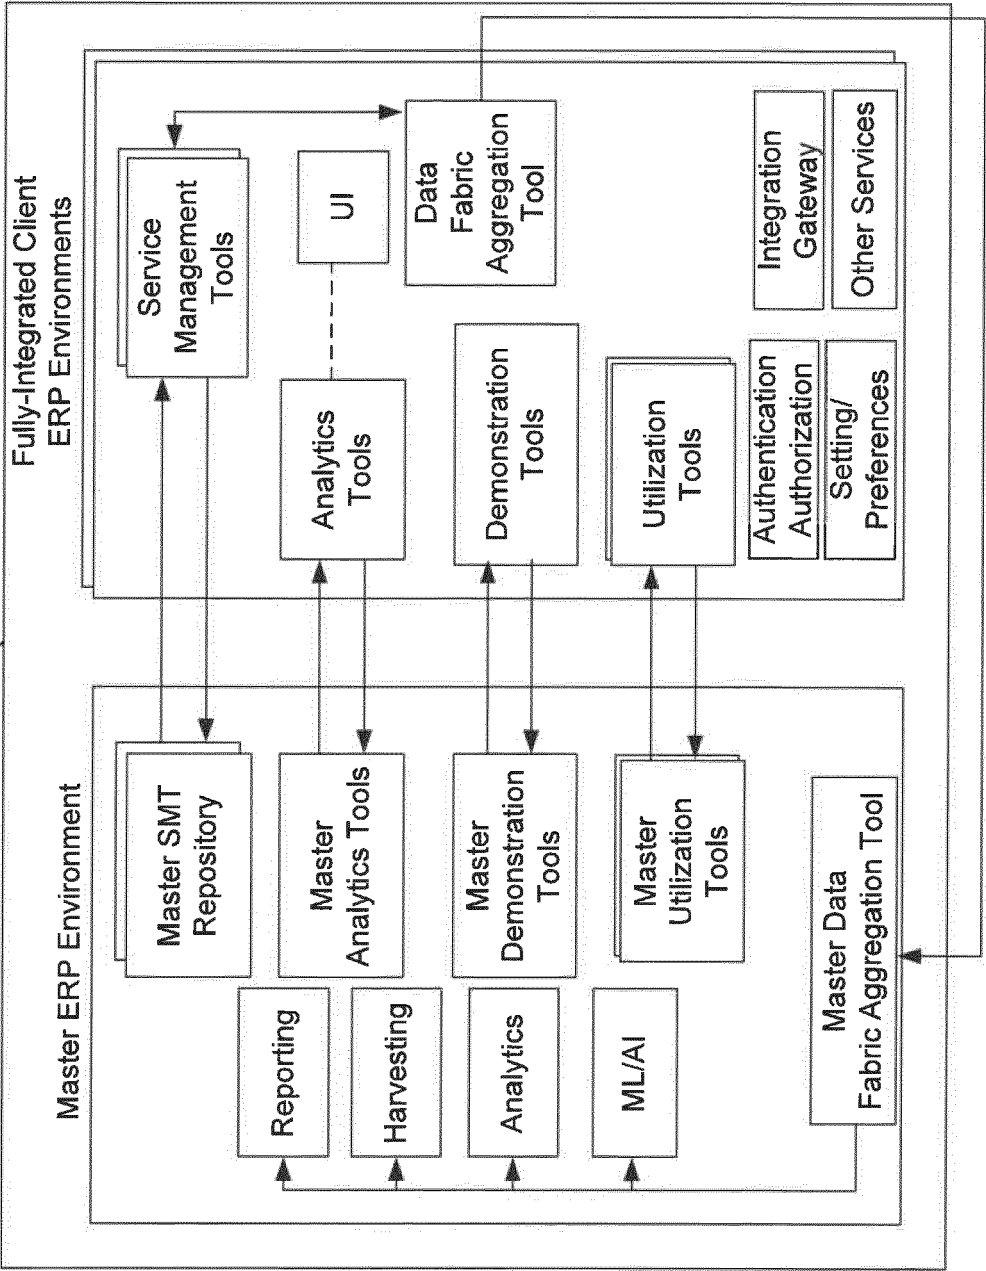 Master ERP Environment
Reporting
Harvesting
Analytics
ML/AI
Master SMT
Repository
Master
Analytics Tools
Master
Demonstration
Tools
Master
Utilization
Tools
Master Data
Fabric Aggregation Tool
Fully-Integrated Client
ERP Environments
Service
Management
Tools
Analytics
Tools
UI
Demonstration
Tools
Data
Fabric
Aggregation
Tool
Utilization
Tools
Authentication
Authorization
Setting/
Preferences
Integration
Gateway
Other Services